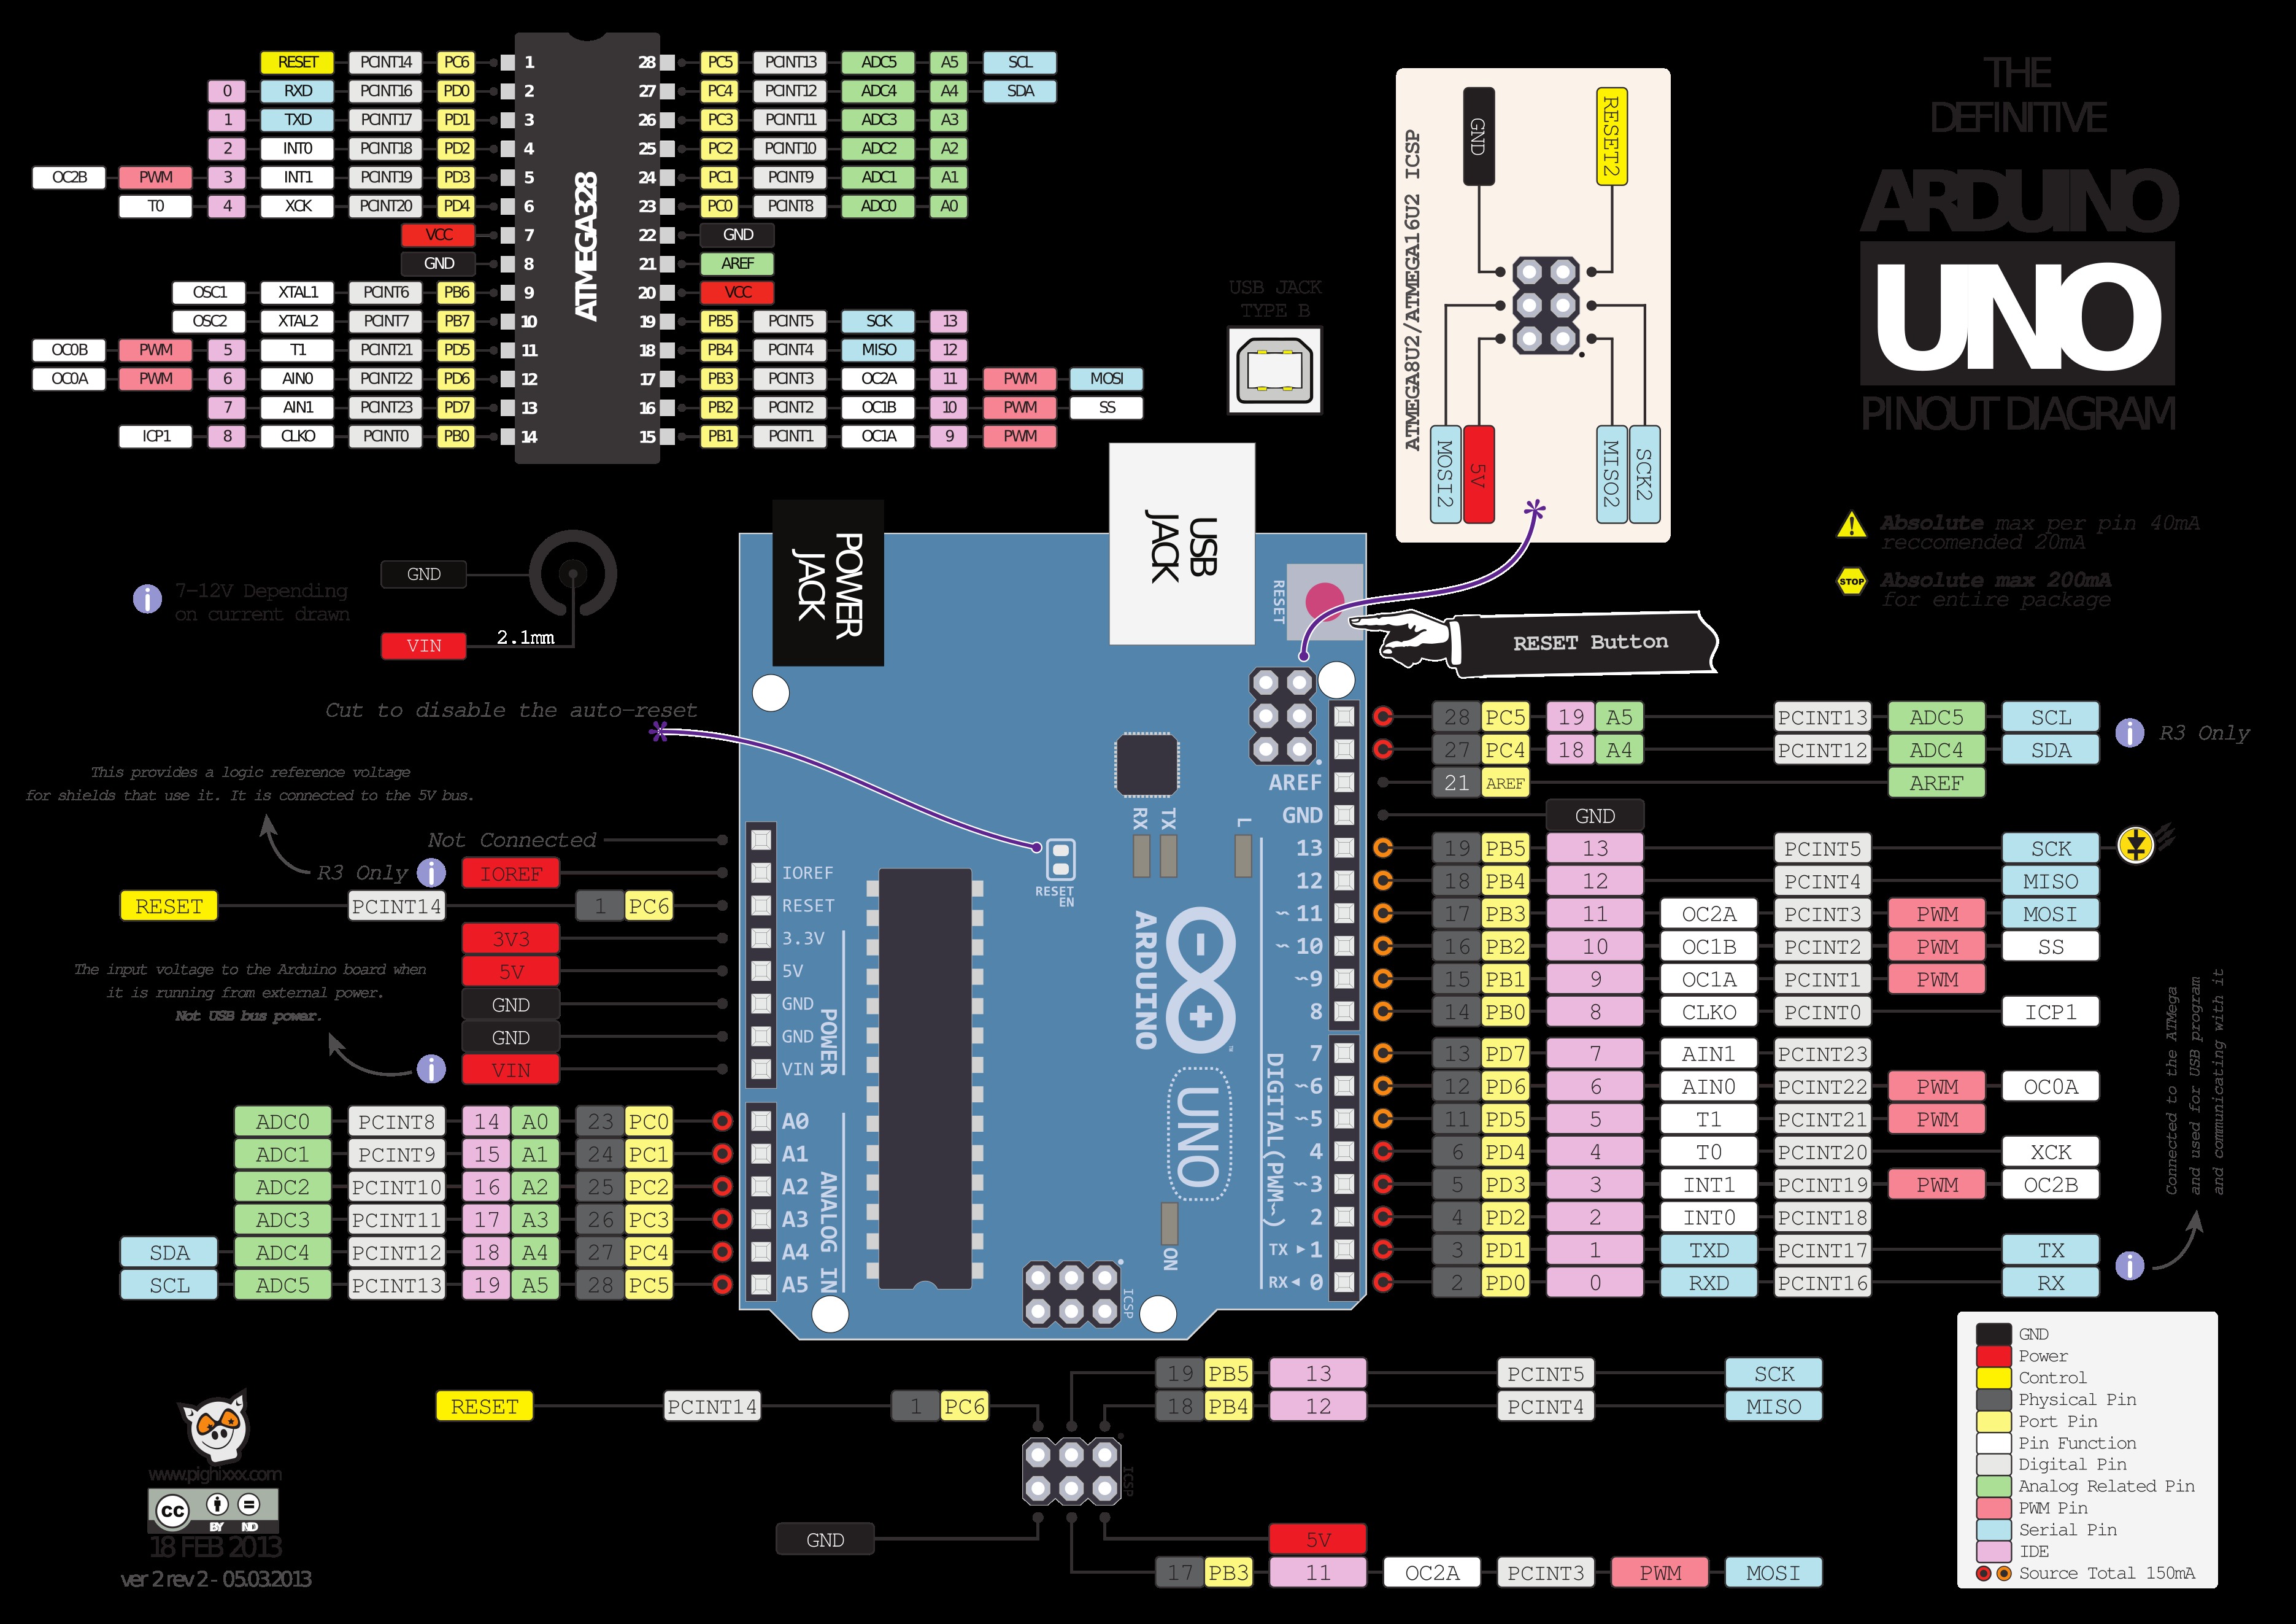 RESET PCINT14 PC6 1 28 PC5 PCINT13 ADC5 A5 SCL
0 RXD PCINT16 PD0 2 27 PC4 PCINT12 ADC4 A4 SDA
1 TXD PCINT17 PD1 3 26 PC3 PCINT11 ADC3 A3
2 INT0 PCINT18 PD2 4 25 PC2 PCINT10 ADC2 A2
OC2B PWM 3 INT1 PCINT19 PD3 5 24 PC1 PCINT9 ADC1 A1
T0 4 XCK PCINT20 PD4 6 23 PC0 PCINT8 ADC0 A0
VCC 7 22 GND
GND 8 21 AREF
OSC1 XTAL1 PCINT6 PB6 9 20 VCC
OSC2 XTAL2 PCINT7 PB7 10 19 PB5 PCINT5 SCK 13
OC0B PWM 5 T1 PCINT21 PD5 11 18 PB4 PCINT4 MISO 12
OC0A PWM 6 AIN0 PCINT22 PD6 12 17 PB3 PCINT3 OC2A 11 PWM MOSI
7 AIN1 PCINT23 PD7 13 16 PB2 PCINT2 OC1B 10 PWM SS
ICP1 8 CLKO PCINT0 PB0 14 15 PB1 PCINT1 OC1A 9 PWM
ATMEGA328
USB JACK
TYPE B
ATMEGA8U2/ATMEGA16U2 ICSP
GND
RESET2
MOSI2
5V
MISO2
SCK2
THE
DEFINITIVE
ARDUINO
UNO
PINOUT DIAGRAM
Absolute max per pin 40mA
reccomended 20mA
STOP
Absolute max 200mA
for entire package
7-12V Depending
on current drawn
GND
VIN
2.1mm
POWER
JACK
USB
JACK
RESET
RESET Button
Cut to disable the auto-reset
This provides a logic reference voltage
for shields that use it. It is connected to the 5V bus.
Not Connected
R3 Only IOREF
RESET PCINT14 1 PC6
3V3
5V
GND
GND
VIN
The input voltage to the Arduino board when
it is running from external power.
Not USB bus power.
ADC0 PCINT8 14 A0 23 PC0
ADC1 PCINT9 15 A1 24 PC1
ADC2 PCINT10 16 A2 25 PC2
ADC3 PCINT11 17 A3 26 PC3
SDA ADC4 PCINT12 18 A4 27 PC4
SCL ADC5 PCINT13 19 A5 28 PC5
IOREF
RESET
3.3V
5V
GND
GND
VIN
POWER
A0
A1
A2
A3
A4
A5
ANALOG IN
RESET
EN
RX
TX
L
ARDUINO
TM
UNO
ON
ICSP
AREF
GND
13
12
~11
~10
~9
8
7
~6
~5
4
~3
2
TX ▸ 1
RX ◂ 0
DIGITAL(PWM~)
28 PC5 19 A5 PCINT13 ADC5 SCL
27 PC4 18 A4 PCINT12 ADC4 SDA
R3 Only
21 AREF AREF
GND
19 PB5 13 PCINT5 SCK
18 PB4 12 PCINT4 MISO
17 PB3 11 OC2A PCINT3 PWM MOSI
16 PB2 10 OC1B PCINT2 PWM SS
15 PB1 9 OC1A PCINT1 PWM
14 PB0 8 CLKO PCINT0 ICP1
13 PD7 7 AIN1 PCINT23
12 PD6 6 AIN0 PCINT22 PWM OC0A
11 PD5 5 T1 PCINT21 PWM
6 PD4 4 T0 PCINT20 XCK
5 PD3 3 INT1 PCINT19 PWM OC2B
4 PD2 2 INT0 PCINT18
3 PD1 1 TXD PCINT17 TX
2 PD0 0 RXD PCINT16 RX
Connected to the ATMega
and used for USB program
and communicating with it
RESET PCINT14 1 PC6
19 PB5 13 PCINT5 SCK
18 PB4 12 PCINT4 MISO
ICSP
GND
5V
17 PB3 11 OC2A PCINT3 PWM MOSI
www.pighixxx.com
cc
BY ND
18 FEB 2013
ver 2 rev 2 - 05.03.2013
GND
Power
Control
Physical Pin
Port Pin
Pin Function
Digital Pin
Analog Related Pin
PWM Pin
Serial Pin
IDE
Source Total 150mA